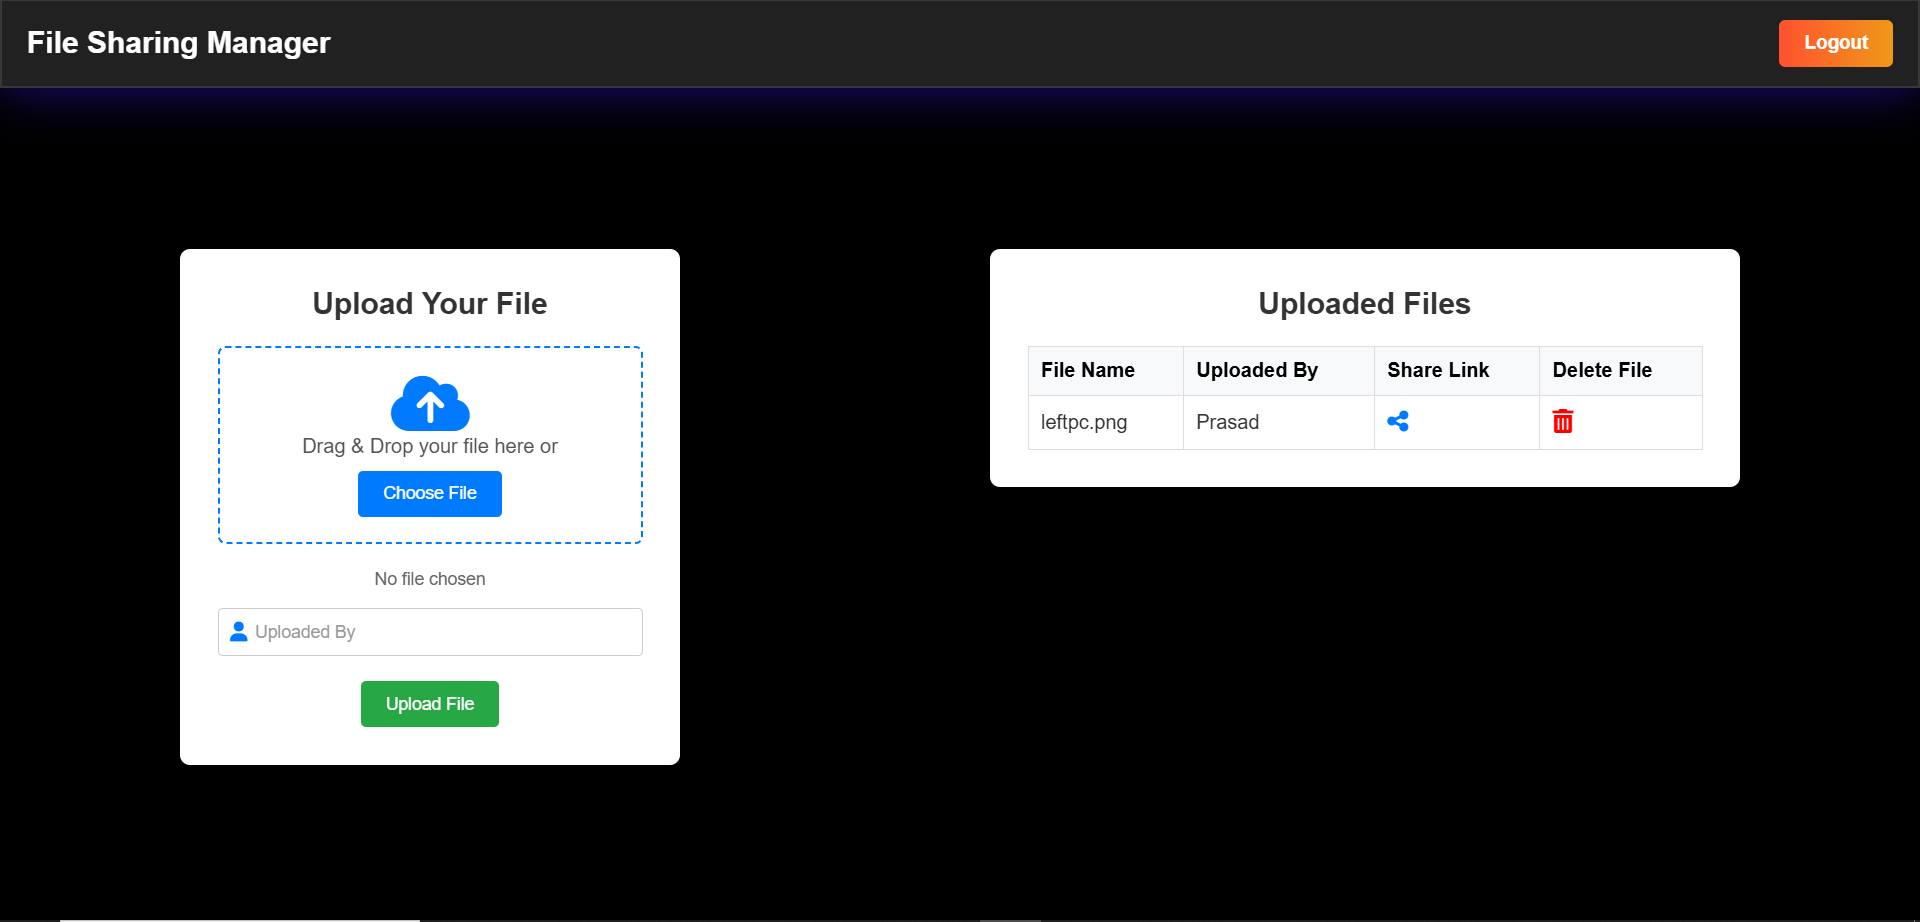 File Sharing Manager
Logout
Upload Your File
Drag & Drop your file here or
Choose File
No file chosen
Uploaded By
Upload File
Uploaded Files
File Name Uploaded By Share Link Delete File
leftpc.png Prasad